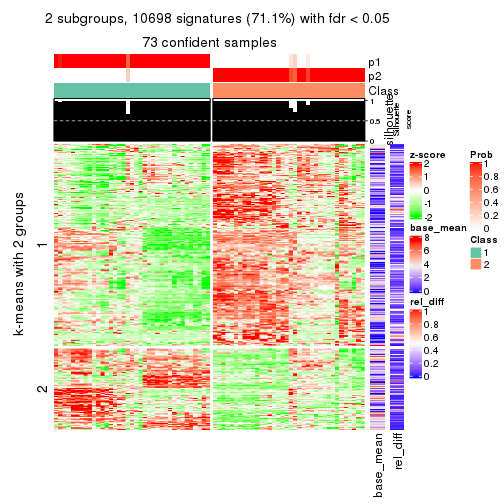 2 subgroups, 10698 signatures (71.1%) with fdr < 0.05
73 confident samples
p1
p2
Class
1
0.5
0
silhouette
Silhouette
score
k-means with 2 groups
1
2
z-score
2
1
0
-1
-2
base_mean
8
6
4
2
0
rel_diff
1
0.8
0.6
0.4
0.2
0
Prob
1
0.8
0.6
0.4
0.2
0
Class
1
2
base_mean
rel_diff